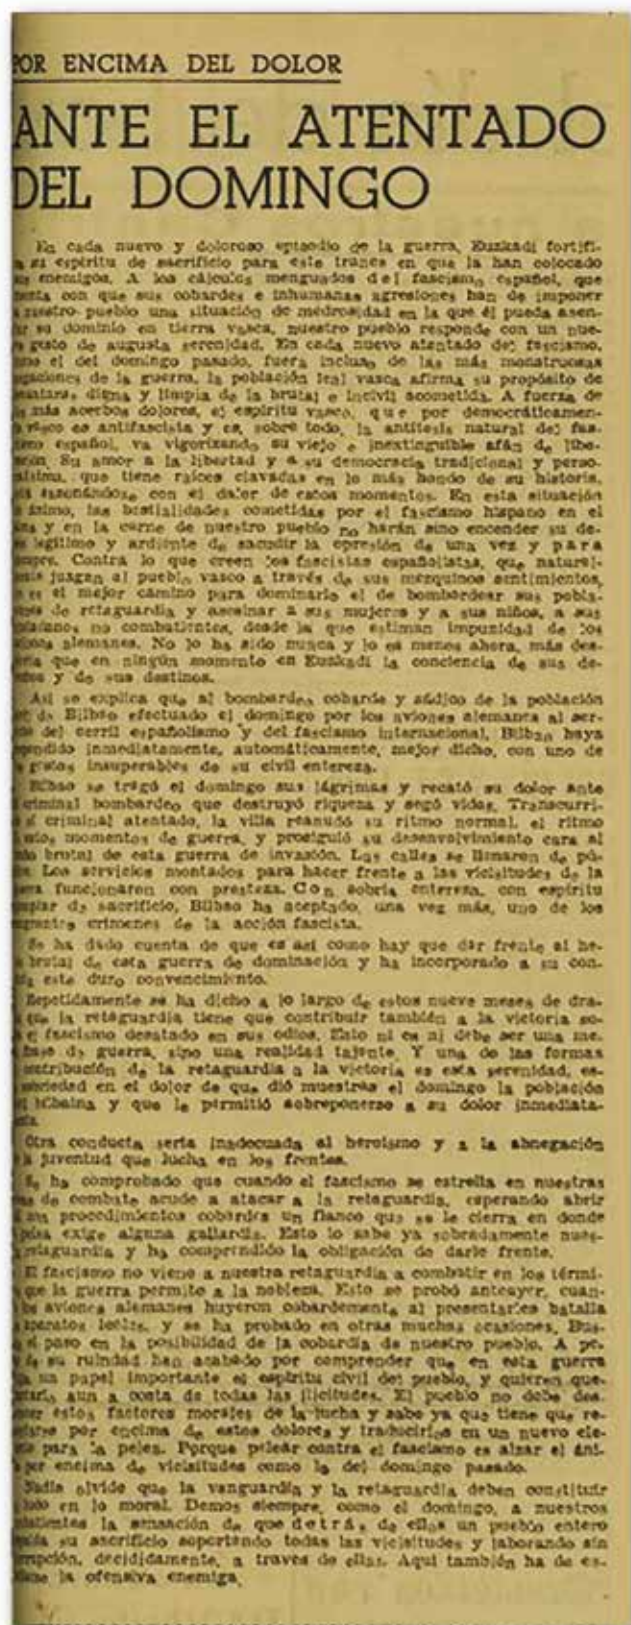 POR ENCIMA DEL DOLOR
ANTE EL ATENTADO
DEL DOMINGO
En cada nuevo y doloroso episodio de la guerra, Euzkadi fortifi-
su espíritu de sacrificio para este trance en que la han colocado
enemigos. A los cálculos menguados del fascismo español, que
con que sus cobardes e inhumanas agresiones han de imponer
nuestro pueblo una situación de medrosidad en la que él pueda asen-
su dominio en tierra vasca, nuestro pueblo responde con un nue-
gesto de augusta serenidad. En cada nuevo atentado del fascismo,
el del domingo pasado, fuera incluso de las más monstruosas
de la guerra, la población leal vasca afirma su propósito de
digna y limpia de la brutal e incivil acometida. A fuerza de
más acerbos dolores, el espíritu vasco, que por democráticamen-
vasco es antifascista y es, sobre todo, la antítesis natural del fas-
español, va vigorizando su viejo e inextinguible afán de libe-
Su amor a la libertad y a su democracia tradicional y perso-
que tiene raíces clavadas en lo más hondo de su historia,
sazonándose con el dolor de estos momentos. En esta situación
ánimo, las bestialidades cometidas por el fascismo hispano en el
y en la carne de nuestro pueblo no harán sino encender su de-
legítimo y ardiente de sacudir la opresión de una vez y para
Contra lo que creen los fascistas españolistas, que natural-
juzgan al pueblo vasco a través de sus mezquinos sentimientos,
es el mejor camino para dominarlo el de bombardear sus pobla-
de retaguardia y asesinar a sus mujeres y a sus niños, a sus
no combatientes, desde la que estiman impunidad de los
alemanes. No lo ha sido nunca y lo es menos ahora, más des-
que en ningún momento en Euzkadi la conciencia de sus de-
y de sus destinos.
Así se explica que al bombardeo cobarde y sádico de la población
de Bilbao efectuado el domingo por los aviones alemanes al ser-
del cerril españolismo y del fascismo internacional, Bilbao haya
inmediatamente, automáticamente, mejor dicho, con uno de
gestos insuperables de su civil entereza.
Bilbao se tragó el domingo sus lágrimas y recató su dolor ante
criminal bombardeo que destruyó riqueza y segó vidas. Transcurri-
el criminal atentado, la villa reanudó su ritmo normal, el ritmo
momentos de guerra, y prosiguió su desenvolvimiento cara al
brutal de esta guerra de invasión. Las calles se llenaron de pú-
Los servicios montados para hacer frente a las vicisitudes de la
funcionaron con presteza. Con sobria entereza, con espíritu
de sacrificio, Bilbao ha aceptado, una vez más, uno de los
crímenes de la acción fascista.
Se ha dado cuenta de que es así como hay que dar frente al he-
brutal de esta guerra de dominación y ha incorporado a su con-
este duro convencimiento.
Repetidamente se ha dicho a lo largo de estos nueve meses de dra-
que la retaguardia tiene que contribuir también a la victoria so-
el fascismo desatado en sus odios. Esto ni es ni debe ser una me-
frase de guerra, sino una realidad tajente. Y una de las formas
contribución de la retaguardia a la victoria es esta serenidad, es-
en el dolor de que dió muestras el domingo la población
bilbaina y que le permitió sobreponerse a su dolor inmediata-
Otra conducta sería inadecuada al heroísmo y a la abnegación
juventud que lucha en los frentes.
Se ha comprobado que cuando el fascismo se estrella en nuestras
de combate acude a atacar a la retaguardia, esperando abrir
sus procedimientos cobardes un flanco que se le cierra en donde
pelea exige alguna gallardía. Esto lo sabe ya sobradamente nues-
retaguardia y ha comprendido la obligación de darle frente.
El fascismo no viene a nuestra retaguardia a combatir en los térmi-
que la guerra permite a la nobleza. Esto se probó anteayer, cuan-
aviones alemanes huyeron cobardemente al presentarles batalla
aparatos leales, y se ha probado en otras muchas ocasiones. Bus-
el paso en la posibilidad de la cobardía de nuestro pueblo. A pe-
de su ruindad han acabado por comprender que en esta guerra
un papel importante el espíritu civil del pueblo, y quieren que-
aun a costa de todas las ilicitudes. El pueblo no debe des-
estos factores morales de la lucha y sabe ya que tiene que re-
por encima de estos dolores y traducirlos en un nuevo ele-
para la pelea. Porque pelear contra el fascismo es alzar el áni-
por encima de vicisitudes como la del domingo pasado.
Nadie olvide que la vanguardia y la retaguardia deben constituir
en lo moral. Demos siempre, como el domingo, a nuestros
la sensación de que detrás de ellos un pueblo entero
su sacrificio soportando todas las vicisitudes y laborando sin
decididamente, a través de ellas. Aquí también ha de es-
la ofensiva enemiga.